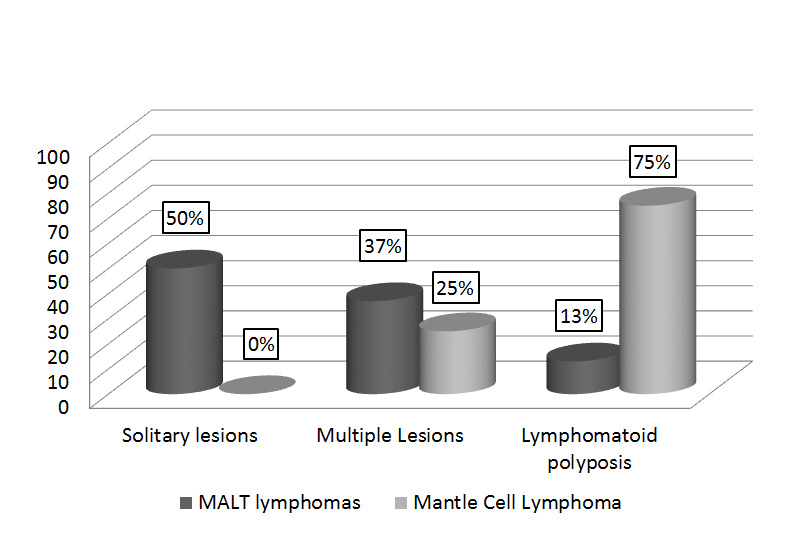 100
90
80
70
60
50
40
30
20
10
0
50%
0%
37%
25%
13%
75%
Solitary lesions
Multiple Lesions
Lymphomatoid
polyposis
MALT lymphomas
Mantle Cell Lymphoma